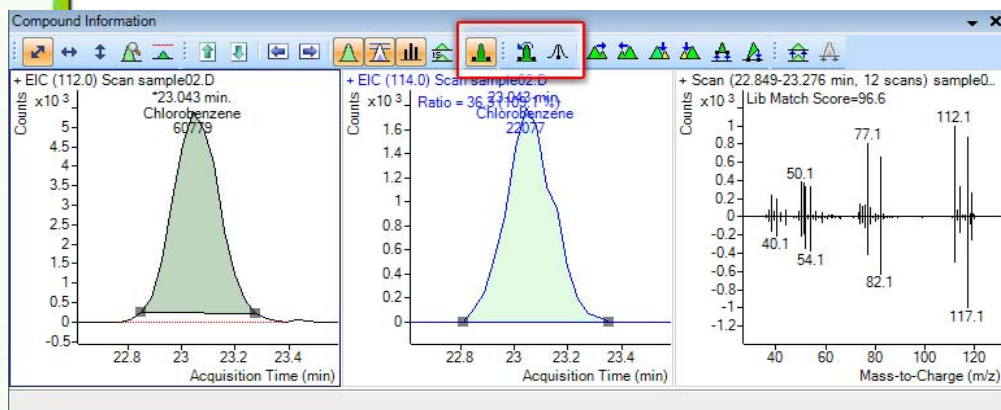 Compound Information
IS
+ EIC (112.0) Scan sample02.D
Counts
x10 3
*23.043 min.
Chlorobenzene
60779
5
4.5
4
3.5
3
2.5
2
1.5
1
0.5
0
-0.5
22.8 23 23.2 23.4
Acquisition Time (min)
+ EIC (114.0) Scan sample02.D
Counts
x10 3
23.043 min.
Ratio = 36.3 (109.1 %)
Chlorobenzene
22077
1.6
1.4
1.2
1
0.8
0.6
0.4
0.2
0
22.8 23 23.2 23.4
Acquisition Time (min)
+ Scan (22.849-23.276 min, 12 scans) sample0...
Counts
x10 3
Lib Match Score=96.6
1
0.8
0.6
0.4
0.2
0
-0.2
-0.4
-0.6
-0.8
-1
-1.2
112.1
77.1
50.1
40.1
54.1
82.1
117.1
40 60 80 100 120
Mass-to-Charge (m/z)